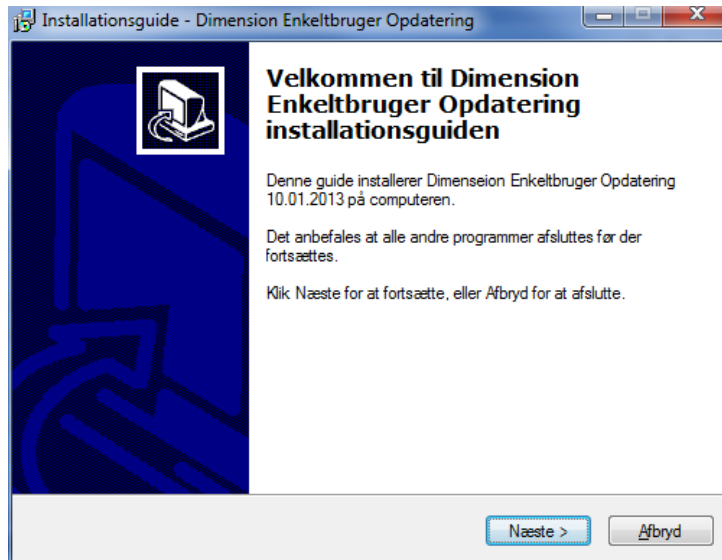 Installationsguide - Dimension Enkeltbruger Opdatering
Velkommen til Dimension
Enkeltbruger Opdatering
installationsguiden
Denne guide installerer Dimenseion Enkeltbruger Opdatering
10.01.2013 på computeren.
Det anbefales at alle andre programmer afsluttes før der
fortsættes.
Klik Næste for at fortsætte, eller Afbryd for at afslutte.
Næste >
Afbryd